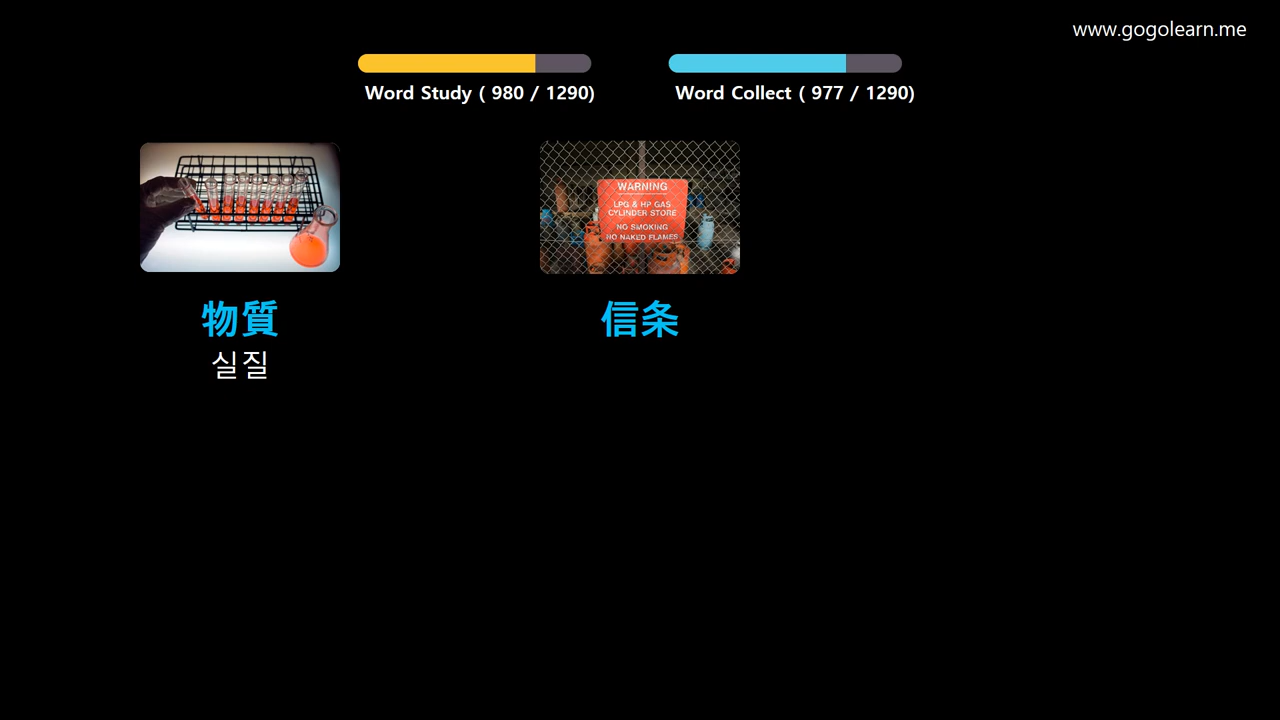 www.gogolearn.me
Word Study ( 980 / 1290)
Word Collect ( 977 / 1290)
WARNING
LPG & HP GAS
CYLINDER STORE
NO SMOKING
NO NAKED FLAMES
物質
信条
실질